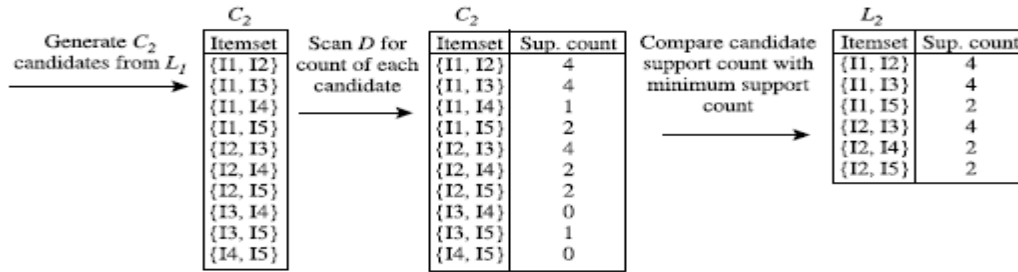 Generate C2
candidates from L1
C2
Itemset
{I1, I2}
{I1, I3}
{I1, I4}
{I1, I5}
{I2, I3}
{I2, I4}
{I2, I5}
{I3, I4}
{I3, I5}
{I4, I5}
Scan D for
count of each
candidate
C2
Itemset Sup. count
{I1, I2} 4
{I1, I3} 4
{I1, I4} 1
{I1, I5} 2
{I2, I3} 4
{I2, I4} 2
{I2, I5} 2
{I3, I4} 0
{I3, I5} 1
{I4, I5} 0
Compare candidate
support count with
minimum support
count
L2
Itemset Sup. count
{I1, I2} 4
{I1, I3} 4
{I1, I5} 2
{I2, I3} 4
{I2, I4} 2
{I2, I5} 2